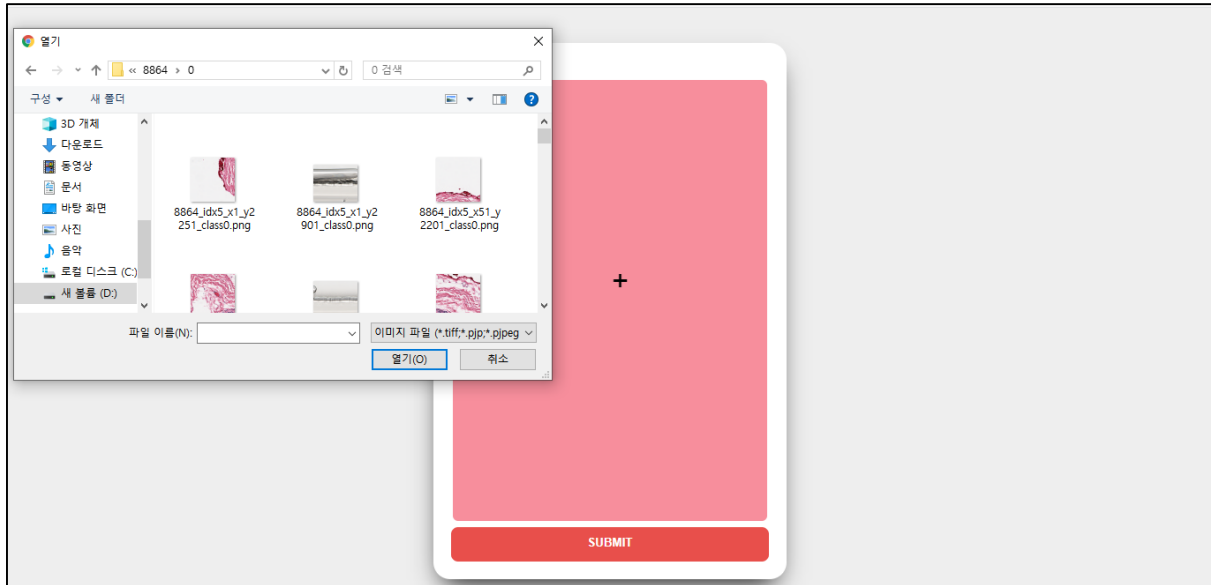 열기
« 8864 > 0
0 검색
구성
새 폴더
3D 개체
다운로드
동영상
문서
바탕 화면
사진
음악
로컬 디스크 (C:)
새 볼륨 (D:)
8864_idx5_x1_y2
251_class0.png
8864_idx5_x1_y2
901_class0.png
8864_idx5_x51_y
2201_class0.png
파일 이름(N):
이미지 파일 (*.tiff;*.pjp;*.pjpeg
열기(O)
취소
+
SUBMIT